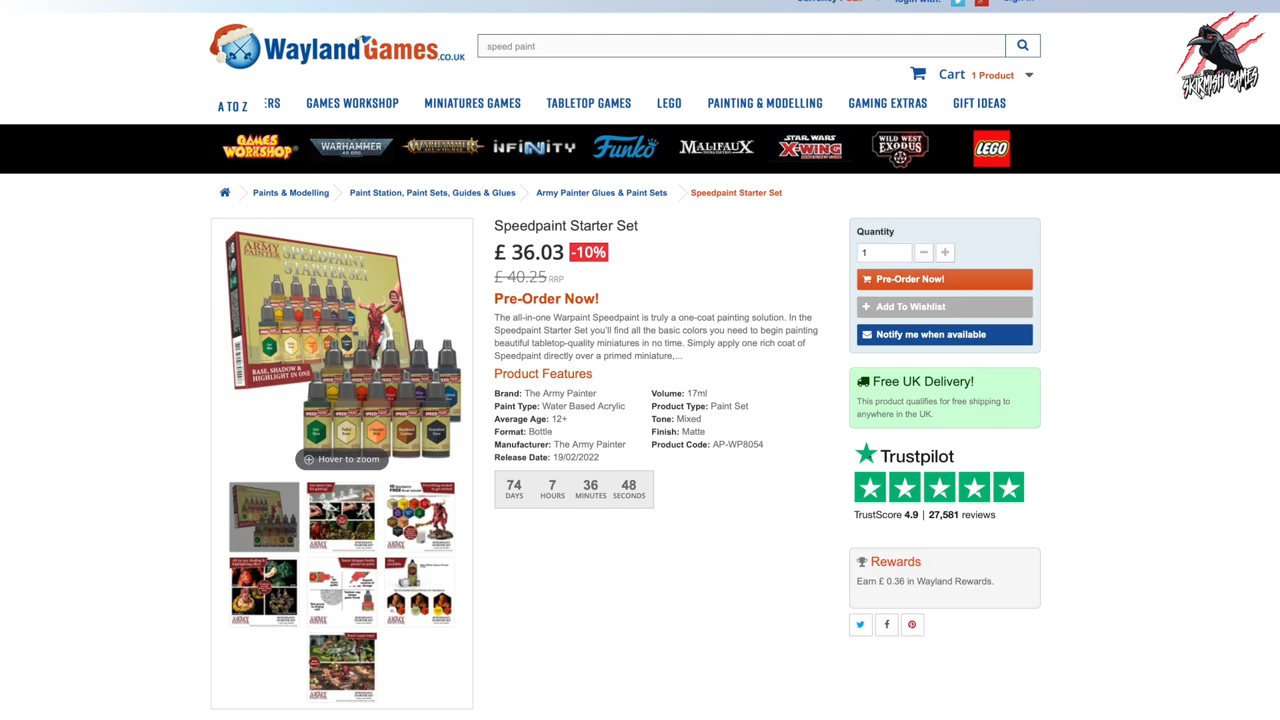 login with:
WaylandGames.co.uk
speed paint
Cart 1 Product
A TO Z
ERS
GAMES WORKSHOP
MINIATURES GAMES
TABLETOP GAMES
LEGO
PAINTING & MODELLING
GAMING EXTRAS
GIFT IDEAS
SKIRMISH GAMES
GAMES WORKSHOP
WARHAMMER
40,000
WARHAMMER
INFINITY
Funko
MALIFAUX
STAR WARS
X-WING
WILD WEST
EXODUS
LEGO
Paints & Modelling
Paint Station, Paint Sets, Guides & Glues
Army Painter Glues & Paint Sets
Speedpaint Starter Set
ARMY
PAINTER
SPEEDPAINT
STARTER SET
BASE, SHADOW &
HIGHLIGHT IN ONE
Hover to zoom
Speedpaint Starter Set
£ 36.03 -10%
£ 40.25 RRP
Pre-Order Now!
The all-in-one Warpaint Speedpaint is truly a one-coat painting solution. In the
Speedpaint Starter Set you'll find all the basic colors you need to begin painting
beautiful tabletop-quality miniatures in no time. Simply apply one rich coat of
Speedpaint directly over a primed miniature,...
Product Features
Brand: The Army Painter
Paint Type: Water Based Acrylic
Average Age: 12+
Format: Bottle
Manufacturer: The Army Painter
Release Date: 19/02/2022
Volume: 17ml
Product Type: Paint Set
Tone: Mixed
Finish: Matte
Product Code: AP-WP8054
74 7 36 48
DAYS HOURS MINUTES SECONDS
Quantity
1
Pre-Order Now!
Add To Wishlist
Notify me when available
Free UK Delivery!
This product qualifies for free shipping to
anywhere in the UK.
Trustpilot
TrustScore 4.9 | 27,581 reviews
Rewards
Earn £ 0.36 in Wayland Rewards.